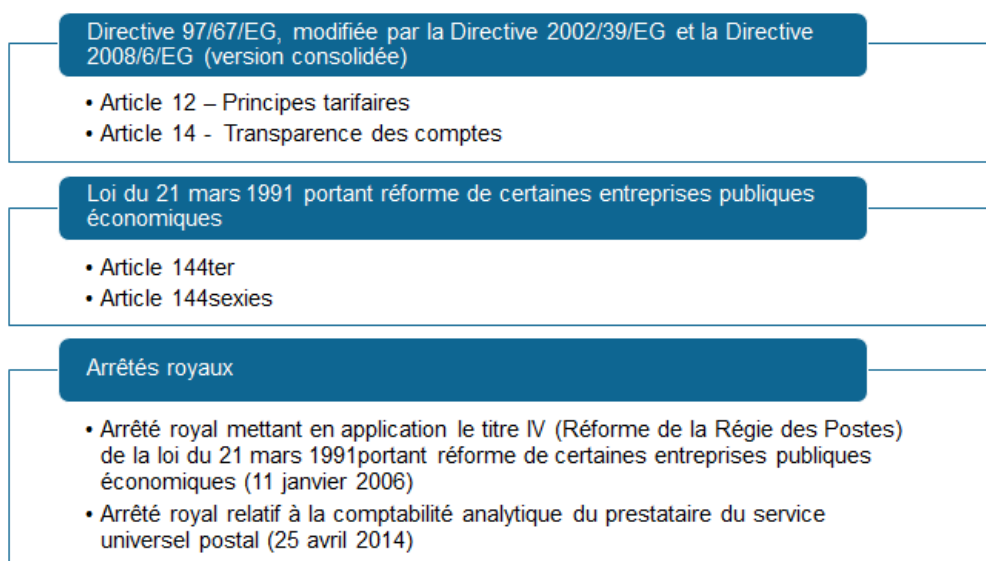 Directive 97/67/EG, modifiée par la Directive 2002/39/EG et la Directive
2008/6/EG (version consolidée)
• Article 12 – Principes tarifaires
• Article 14 - Transparence des comptes
Loi du 21 mars 1991 portant réforme de certaines entreprises publiques
économiques
• Article 144ter
• Article 144sexies
Arrêtés royaux
• Arrêté royal mettant en application le titre IV (Réforme de la Régie des Postes)
de la loi du 21 mars 1991portant réforme de certaines entreprises publiques
économiques (11 janvier 2006)
• Arrêté royal relatif à la comptabilité analytique du prestataire du service
universel postal (25 avril 2014)